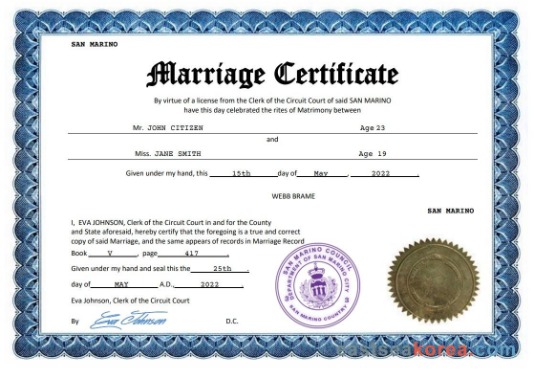 SAN MARINO
Marriage Certificate
By virtue of a license from the Clerk of the Circuit Court of said SAN MARINO
have this day celebrated the rites of Matrimony between
Mr. JOHN CITIZEN Age 23
and
Miss. JANE SMITH Age 19
Given under my hand, this 15th day of May, 2022.
WEBB BRAME
SAN MARINO
I, EVA JOHNSON, Clerk of the Circuit Court in and for the County
and State aforesaid, hereby certify that the foregoing is a true and correct
copy of said Marriage, and the same appears of records in Marriage Record
Book V, page 417.
Given under my hand and seal this the 25th.
day of MAY A.D., 2022.
Eva Johnson, Clerk of the Circuit Court
By Eva Johnson D.C.
SAN MARINO COUNCIL
DEPARTMENT OF SAN MARINO CITY
SAN MARINO COUNTRY
korea.com